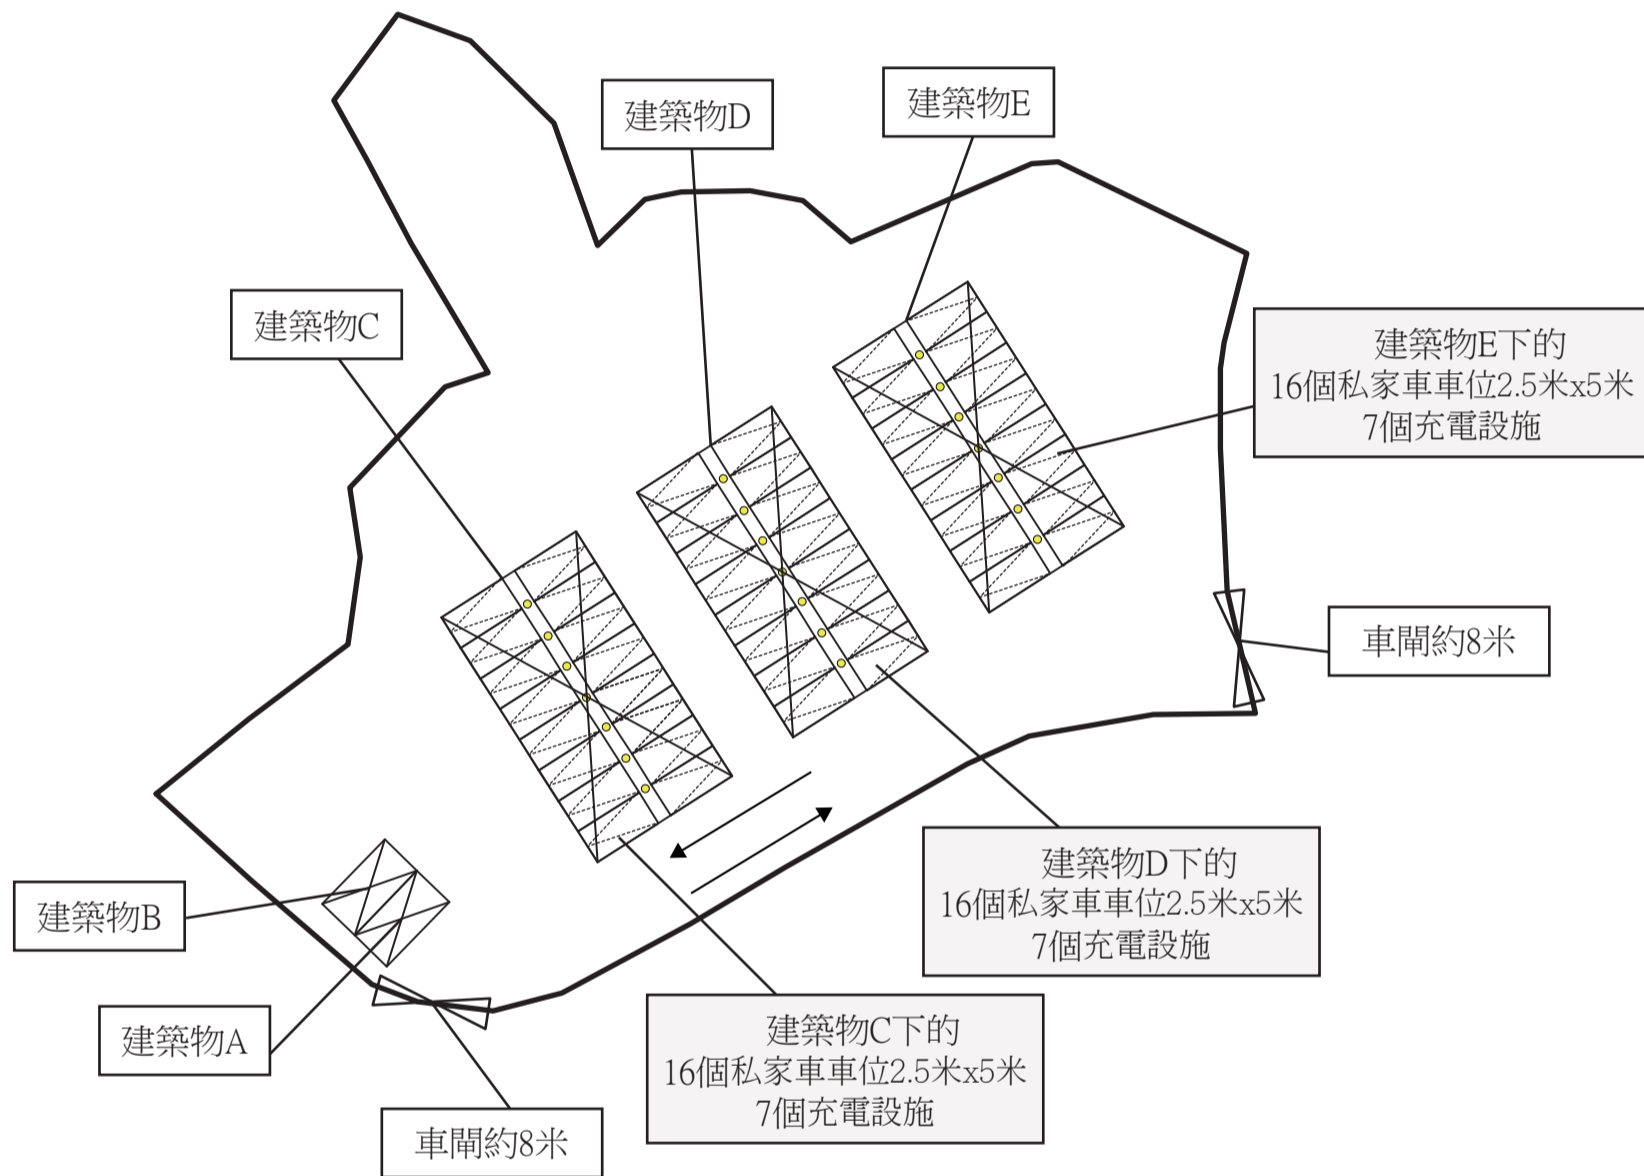 建築物E
建築物D
建築物C
建築物E下的
16個私家車車位2.5米x5米
7個充電設施
車閘約8米
建築物D下的
16個私家車車位2.5米x5米
7個充電設施
建築物B
建築物A
建築物C下的
16個私家車車位2.5米x5米
7個充電設施
車閘約8米